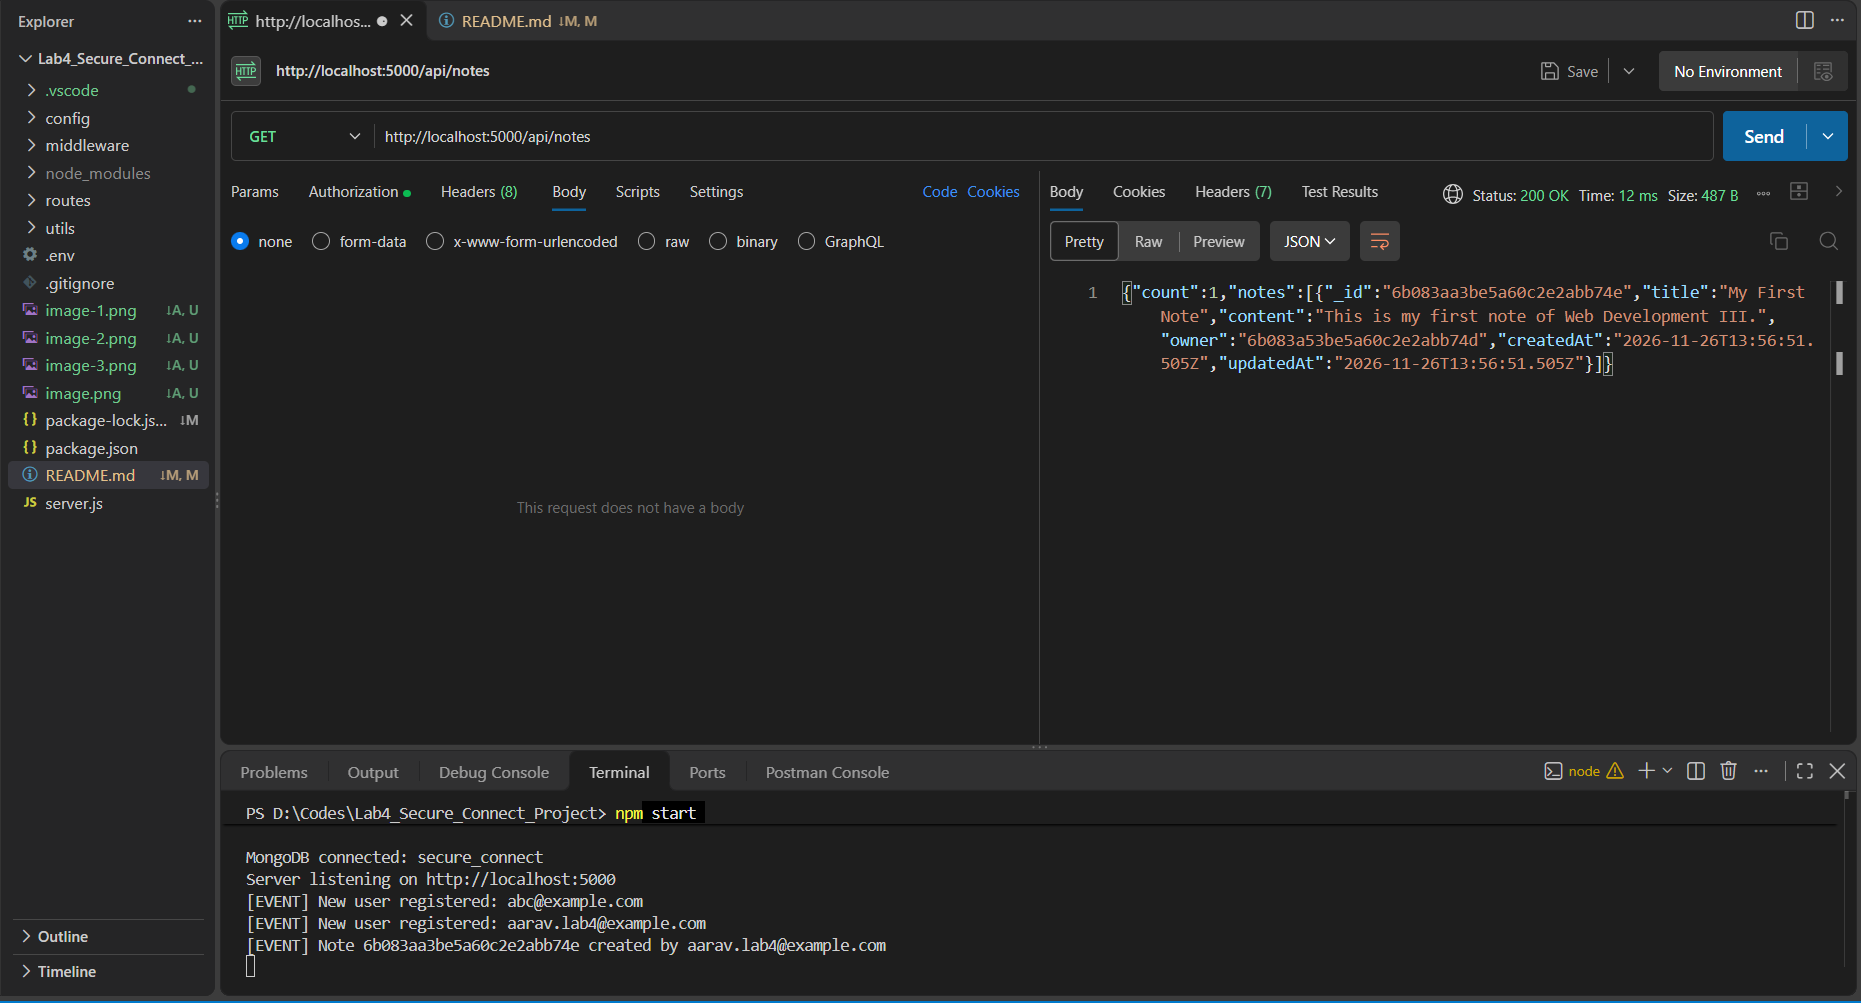 Explorer
Lab4_Secure_Connect_...
.vscode
config
middleware
node_modules
routes
utils
.env
.gitignore
image-1.png ↓A, U
image-2.png ↓A, U
image-3.png ↓A, U
image.png ↓A, U
{} package-lock.js... ↓M
{} package.json
README.md ↓M, M
JS server.js
Outline
Timeline
HTTP http://localhos...
README.md ↓M, M
HTTP http://localhost:5000/api/notes
Save
No Environment
GET http://localhost:5000/api/notes
Send
Params Authorization Headers (8) Body Scripts Settings Code Cookies
none form-data x-www-form-urlencoded raw binary GraphQL
This request does not have a body
Body Cookies Headers (7) Test Results Status: 200 OK Time: 12 ms Size: 487 B
Pretty Raw Preview JSON
1 {"count":1,"notes":[{"_id":"6b083aa3be5a60c2e2abb74e","title":"My First
Note","content":"This is my first note of Web Development III.",
"owner":"6b083a53be5a60c2e2abb74d","createdAt":"2026-11-26T13:56:51.
505Z","updatedAt":"2026-11-26T13:56:51.505Z"}]}
Problems Output Debug Console Terminal Ports Postman Console
node
PS D:\Codes\Lab4_Secure_Connect_Project> npm start
MongoDB connected: secure_connect
Server listening on http://localhost:5000
[EVENT] New user registered: abc@example.com
[EVENT] New user registered: aarav.lab4@example.com
[EVENT] Note 6b083aa3be5a60c2e2abb74e created by aarav.lab4@example.com